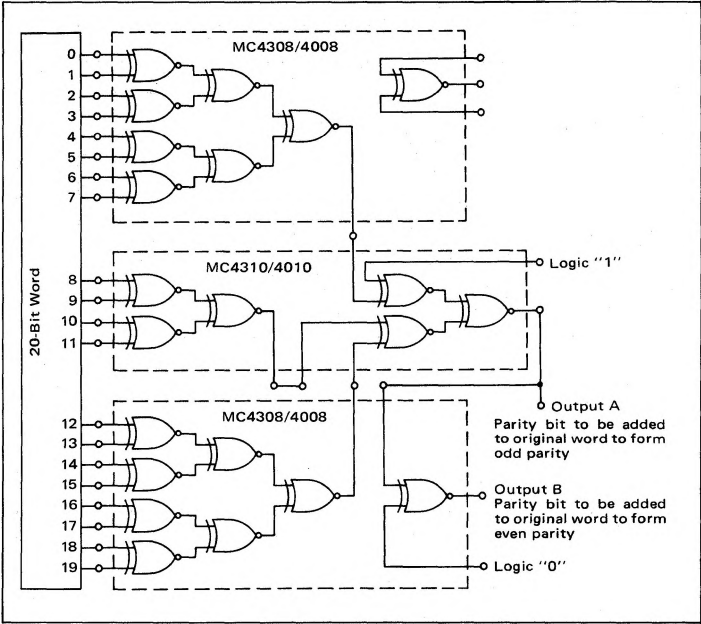 MC4308/4008
0
1
2
3
4
5
6
7
MC4310/4010
Logic "1"
8
9
10
11
20-Bit Word
MC4308/4008
Output A
Parity bit to be added
to original word to form
odd parity
12
13
14
15
16
17
18
19
Output B
Parity bit to be added
to original word to form
even parity
Logic "0"